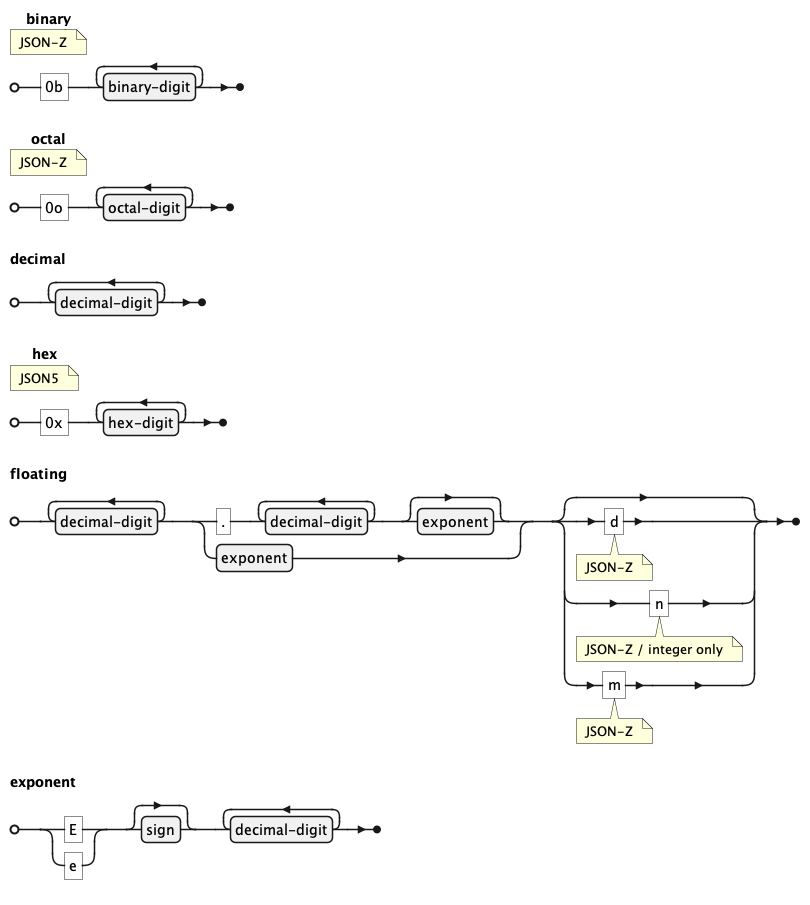 binary
JSON-Z
0b binary-digit
octal
JSON-Z
0o octal-digit
decimal
decimal-digit
hex
JSON5
0x hex-digit
floating
decimal-digit . decimal-digit exponent d
exponent
JSON-Z
n
JSON-Z / integer only
m
JSON-Z
exponent
E sign decimal-digit
e